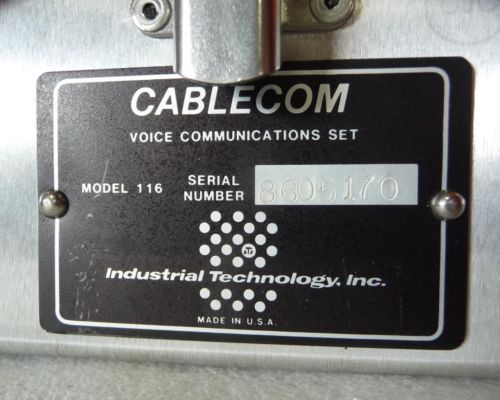 CABLECOM
VOICE COMMUNICATIONS SET
MODEL 116 SERIAL NUMBER 8605170
Industrial Technology, Inc.
MADE IN U.S.A.